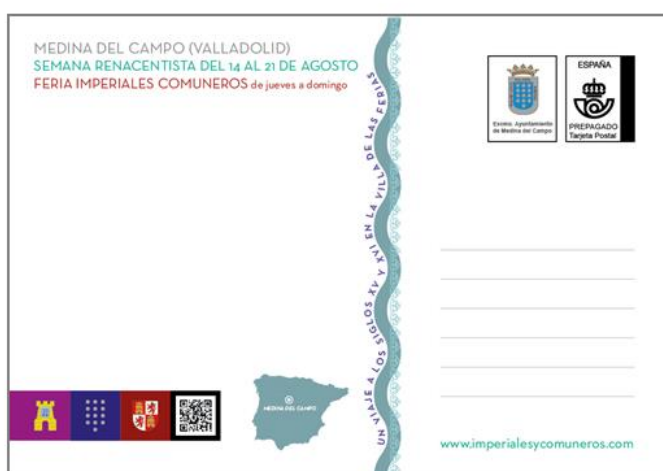 MEDINA DEL CAMPO (VALLADOLID)
SEMANA RENACENTISTA DEL 14 AL 21 DE AGOSTO
FERIA IMPERIALES COMUNEROS de jueves a domingo
UN VIAJE A LOS SIGLOS XV Y XVI EN LA VILLA DE LAS FERIAS
Excmo. Ayuntamiento
de Medina del Campo
ESPAÑA
PREPAGADO
Tarjeta Postal
MEDINA DEL CAMPO
www.imperialesycomuneros.com